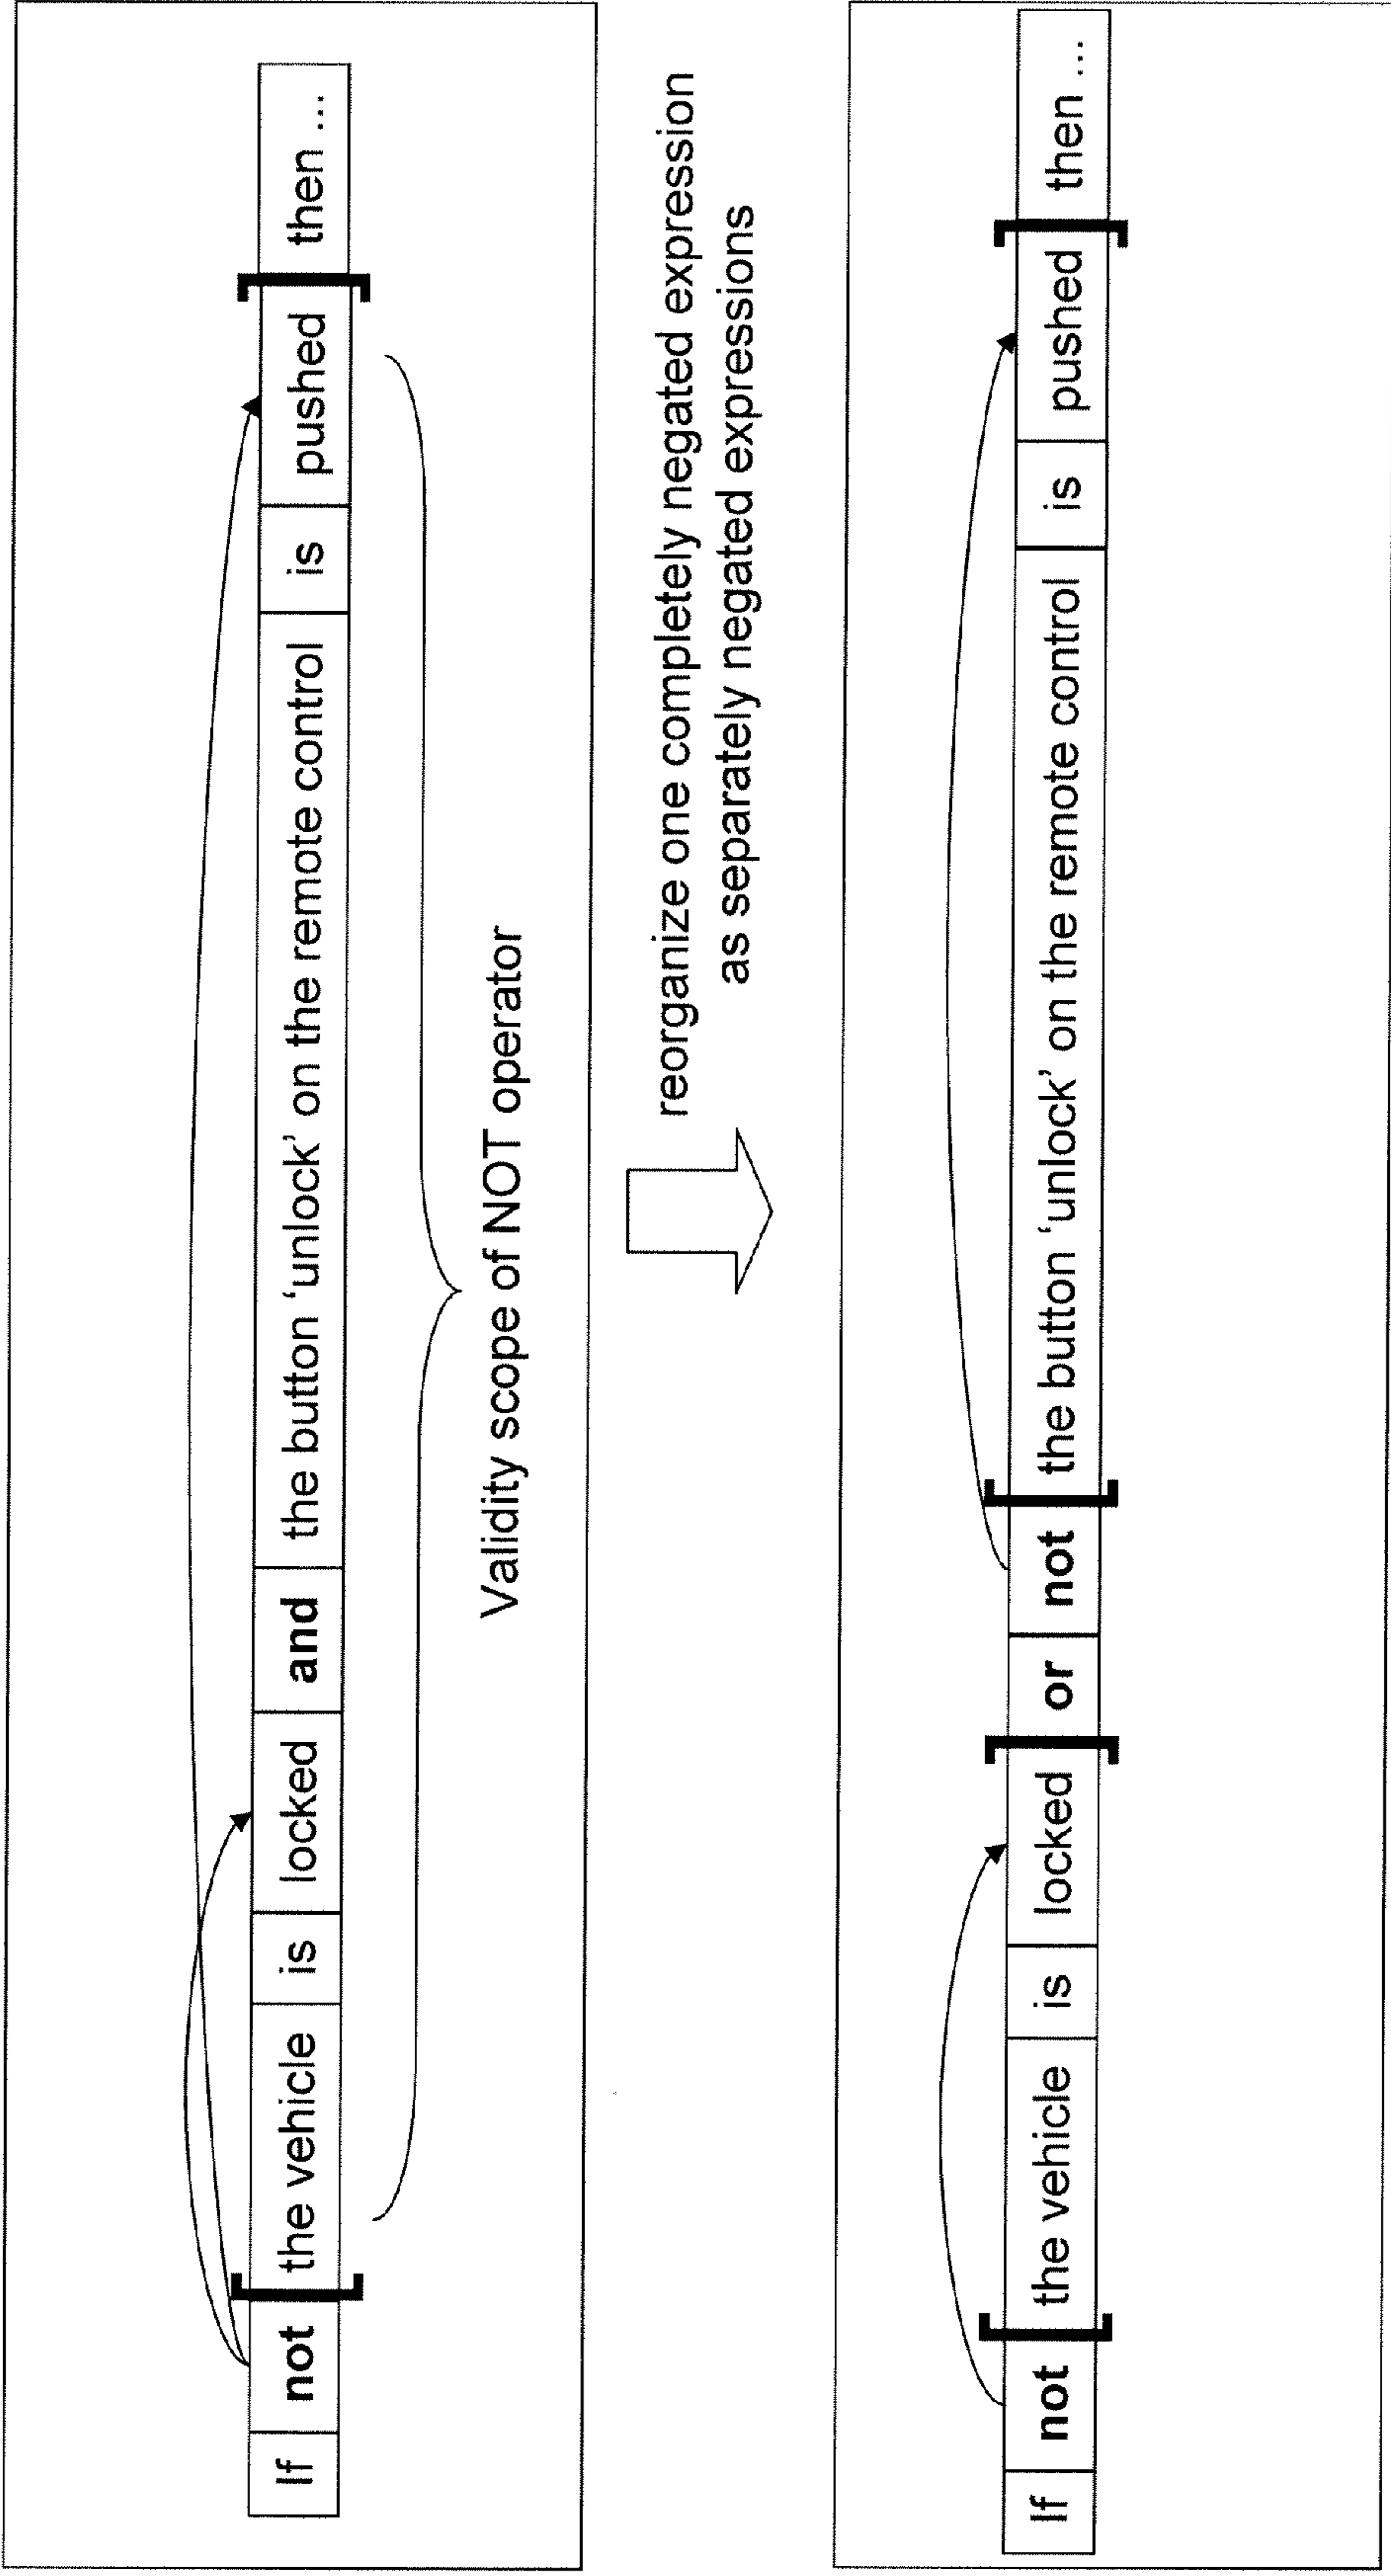 If not the vehicle is locked and the button ‘unlock’ on the remote control is pushed then ...
Validity scope of NOT operator
reorganize one completely negated expression
as separately negated expressions
If not the vehicle is locked or not the button ‘unlock’ on the remote control is pushed then ...